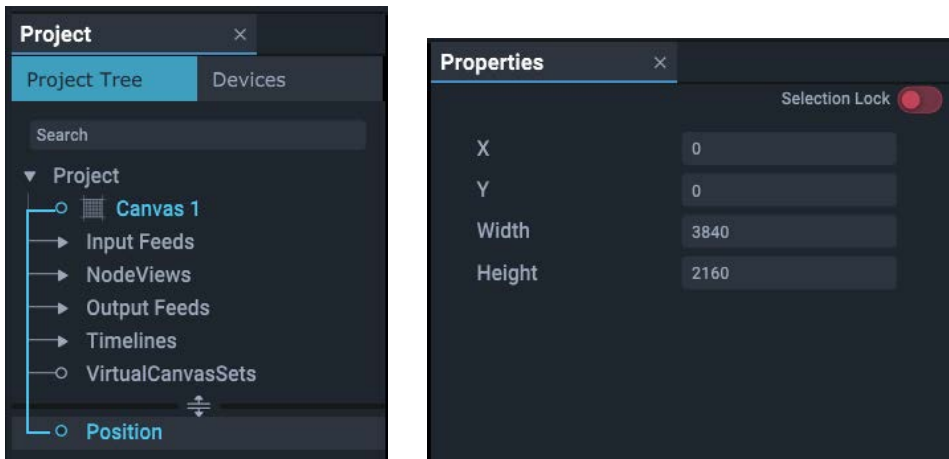 Project
Project Tree Devices
Search
Project
Canvas 1
Input Feeds
NodeViews
Output Feeds
Timelines
VirtualCanvasSets
Position
Properties
Selection Lock
X 0
Y 0
Width 3840
Height 2160